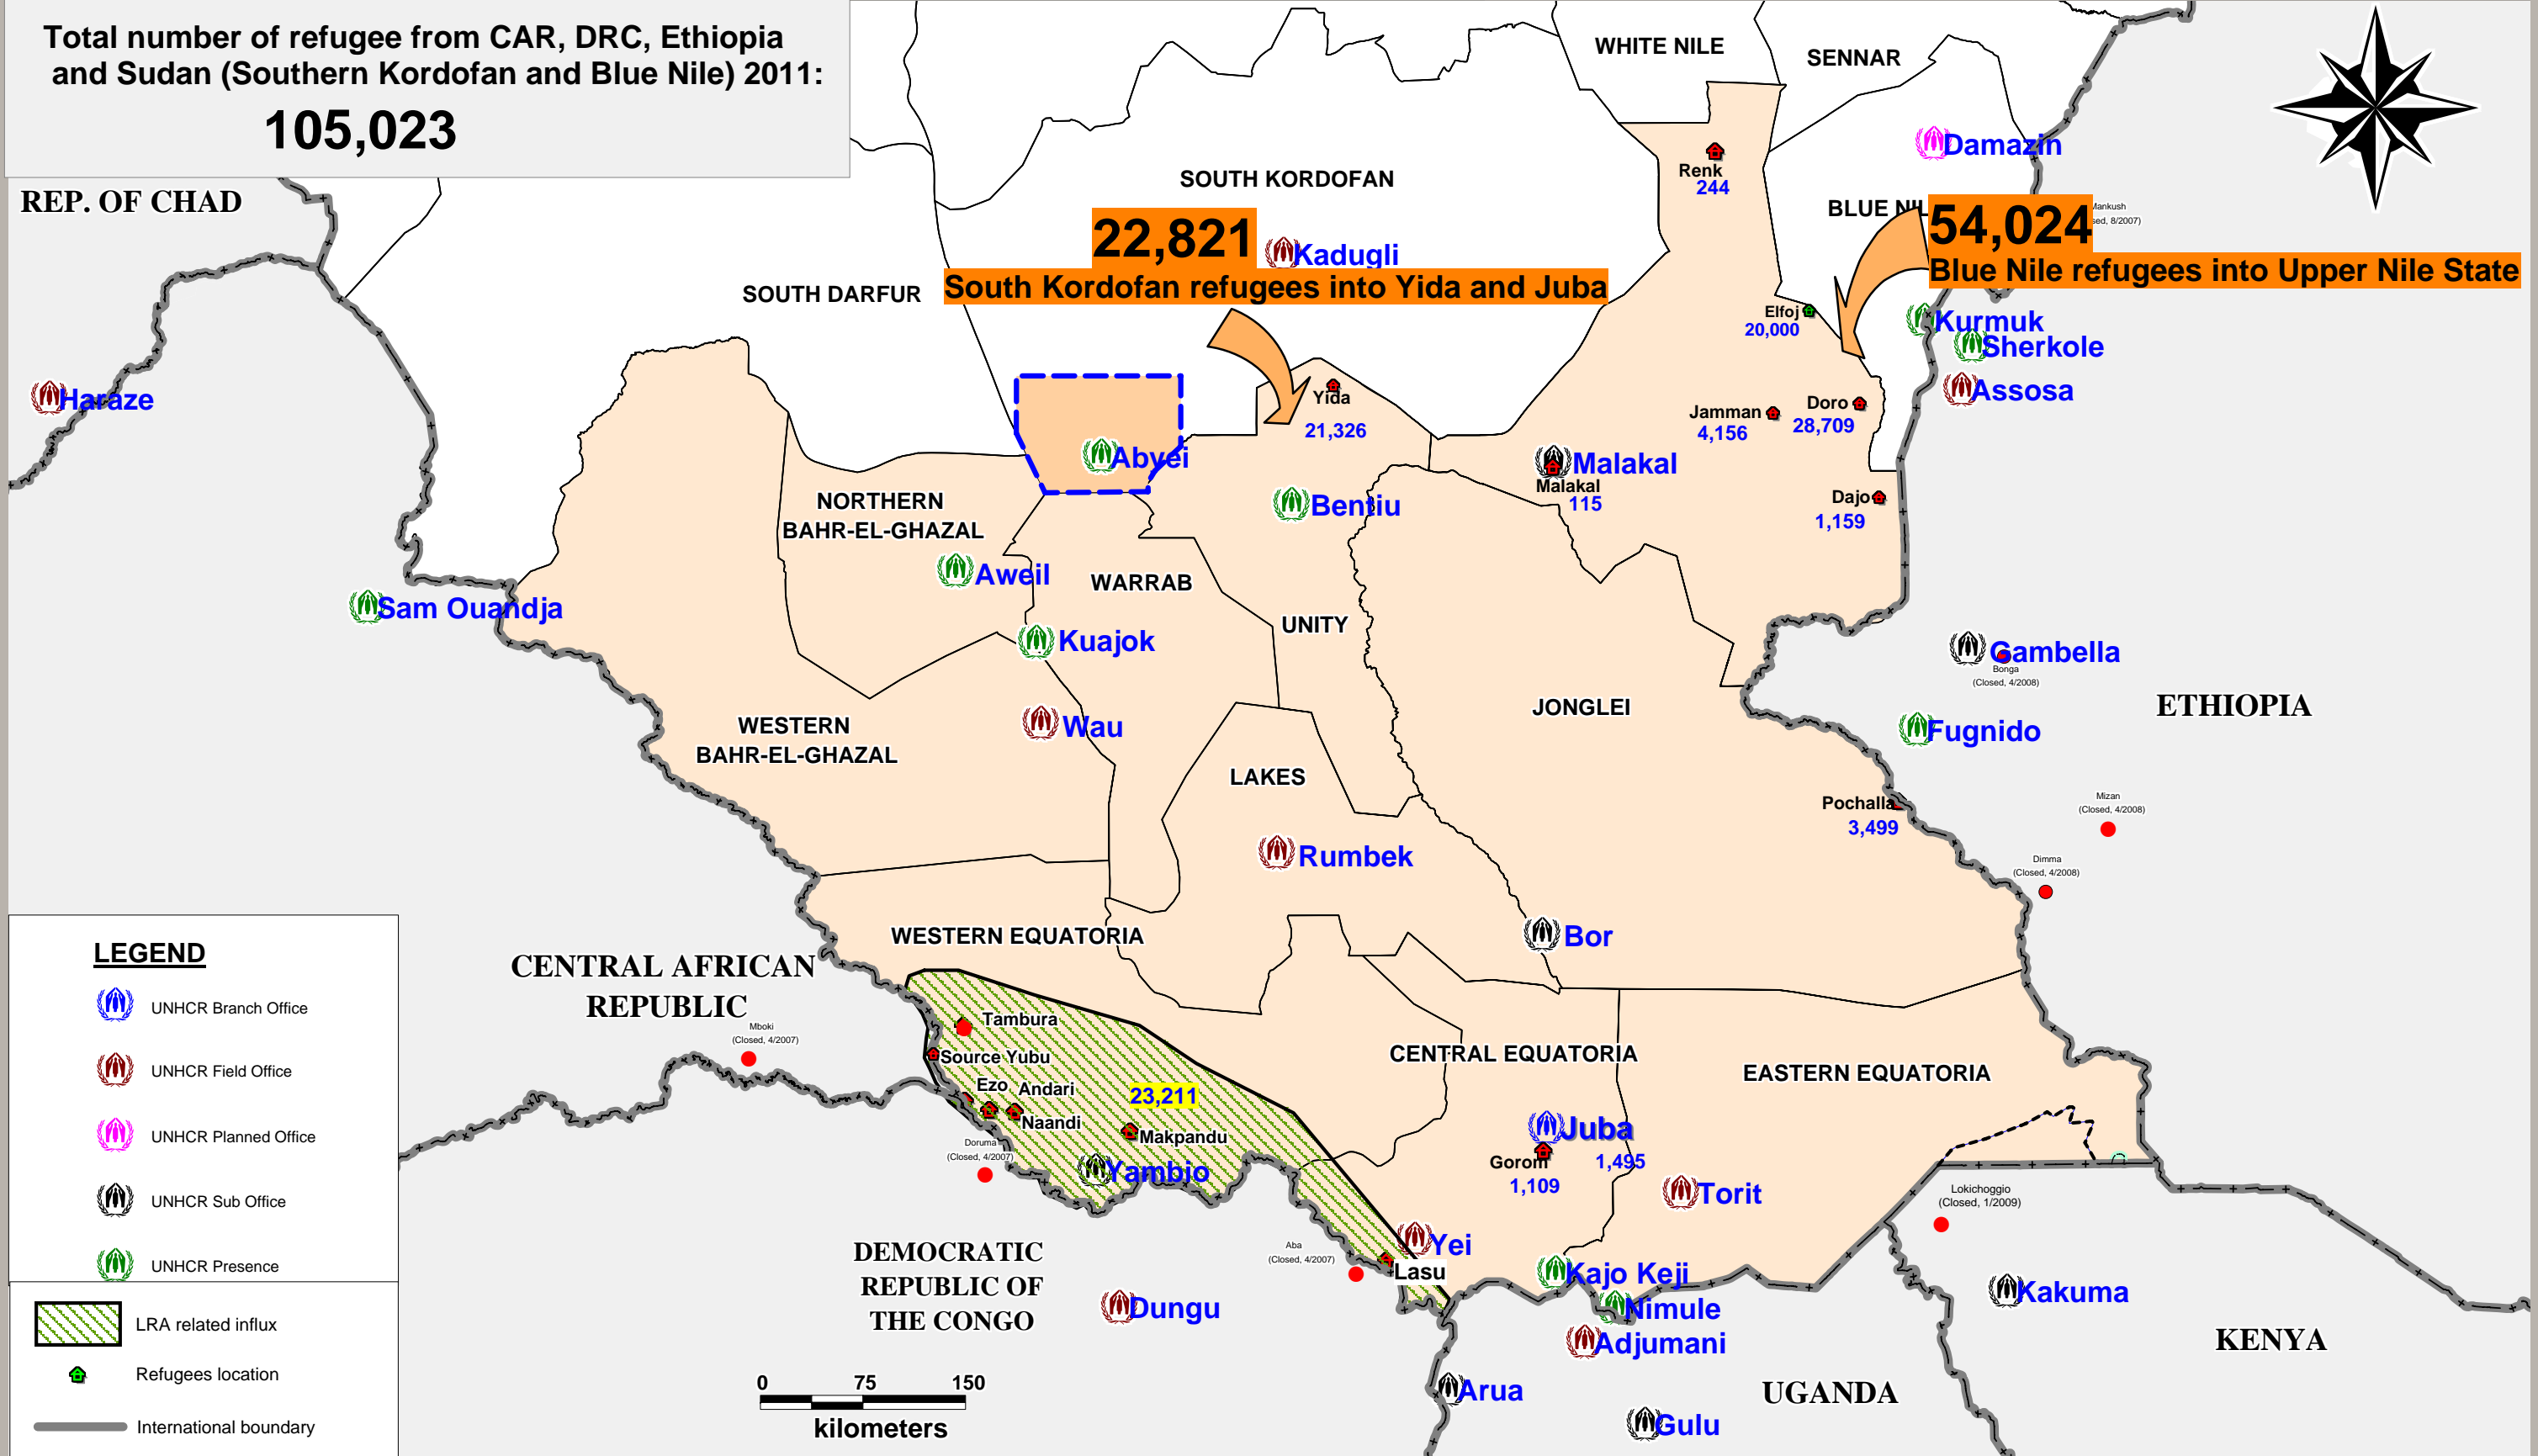 Total number of refugee from CAR, DRC, Ethiopia
and Sudan (Southern Kordofan and Blue Nile) 2011:
105,023
WHITE NILE
SENNAR
Damazin
REP. OF CHAD
SOUTH KORDOFAN
Renk
244
BLUE
54,024
Blue Nile refugees into Upper Nile State
Mankush
8/2007)
22,821
Kadugli
South Kordofan refugees into Yida and Juba
SOUTH DARFUR
Elfoj
20,000
Kurmuk
Sherkole
Assosa
Haraze
Yida
21,326
Jamman
4,156
Doro
28,709
Abyei
Malakal
Malakal
115
Dajo
1,159
NORTHERN
BAHR-EL-GHAZAL
Bentiu
Aweil
WARRAB
Sam Ouandja
UNITY
Kuajok
Gambella
Bonga
(Closed, 4/2008)
ETHIOPIA
JONGLEI
WESTERN
BAHR-EL-GHAZAL
Wau
Fugnido
LAKES
Pochalla
3,499
Mizan
(Closed, 4/2008)
Rumbek
Dimma
(Closed, 4/2008)
WESTERN EQUATORIA
Bor
CENTRAL AFRICAN
REPUBLIC
Mboki
(Closed, 4/2007)
Tambura
Source Yubu
Ezo
Andari
Naandi
23,211
Makpandu
Doruma
(Closed, 4/2007)
Yambio
CENTRAL EQUATORIA
EASTERN EQUATORIA
Juba
1,495
Gorom
1,109
Torit
Lokichoggio
(Closed, 1/2009)
DEMOCRATIC
REPUBLIC OF
THE CONGO
Aba
(Closed, 4/2007)
Yei
Lasu
Kajo Keji
Nimule
Adjumani
Dungu
Kakuma
KENYA
UGANDA
Arua
Gulu
0 75 150
kilometers
LEGEND
UNHCR Branch Office
UNHCR Field Office
UNHCR Planned Office
UNHCR Sub Office
UNHCR Presence
LRA related influx
Refugees location
International boundary